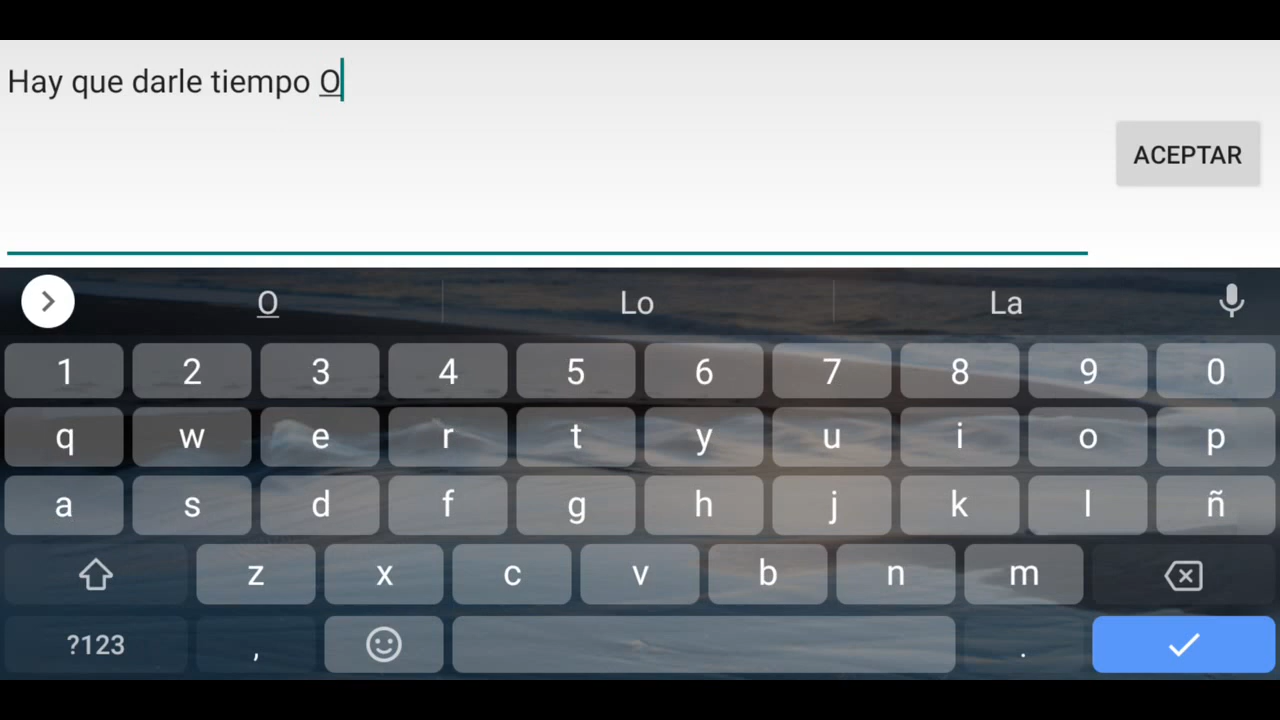 Hay que darle tiempo O
ACEPTAR
O Lo La
1 2 3 4 5 6 7 8 9 0
q w e r t y u i o p
a s d f g h j k l ñ
z x c v b n m
?123 , .